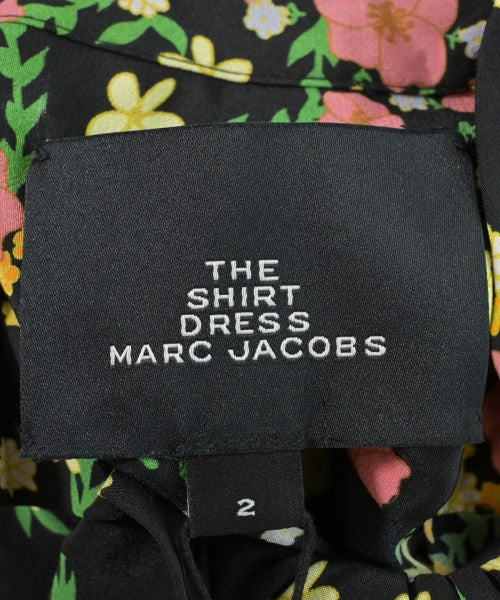 THE
SHIRT
DRESS
MARC JACOBS
2